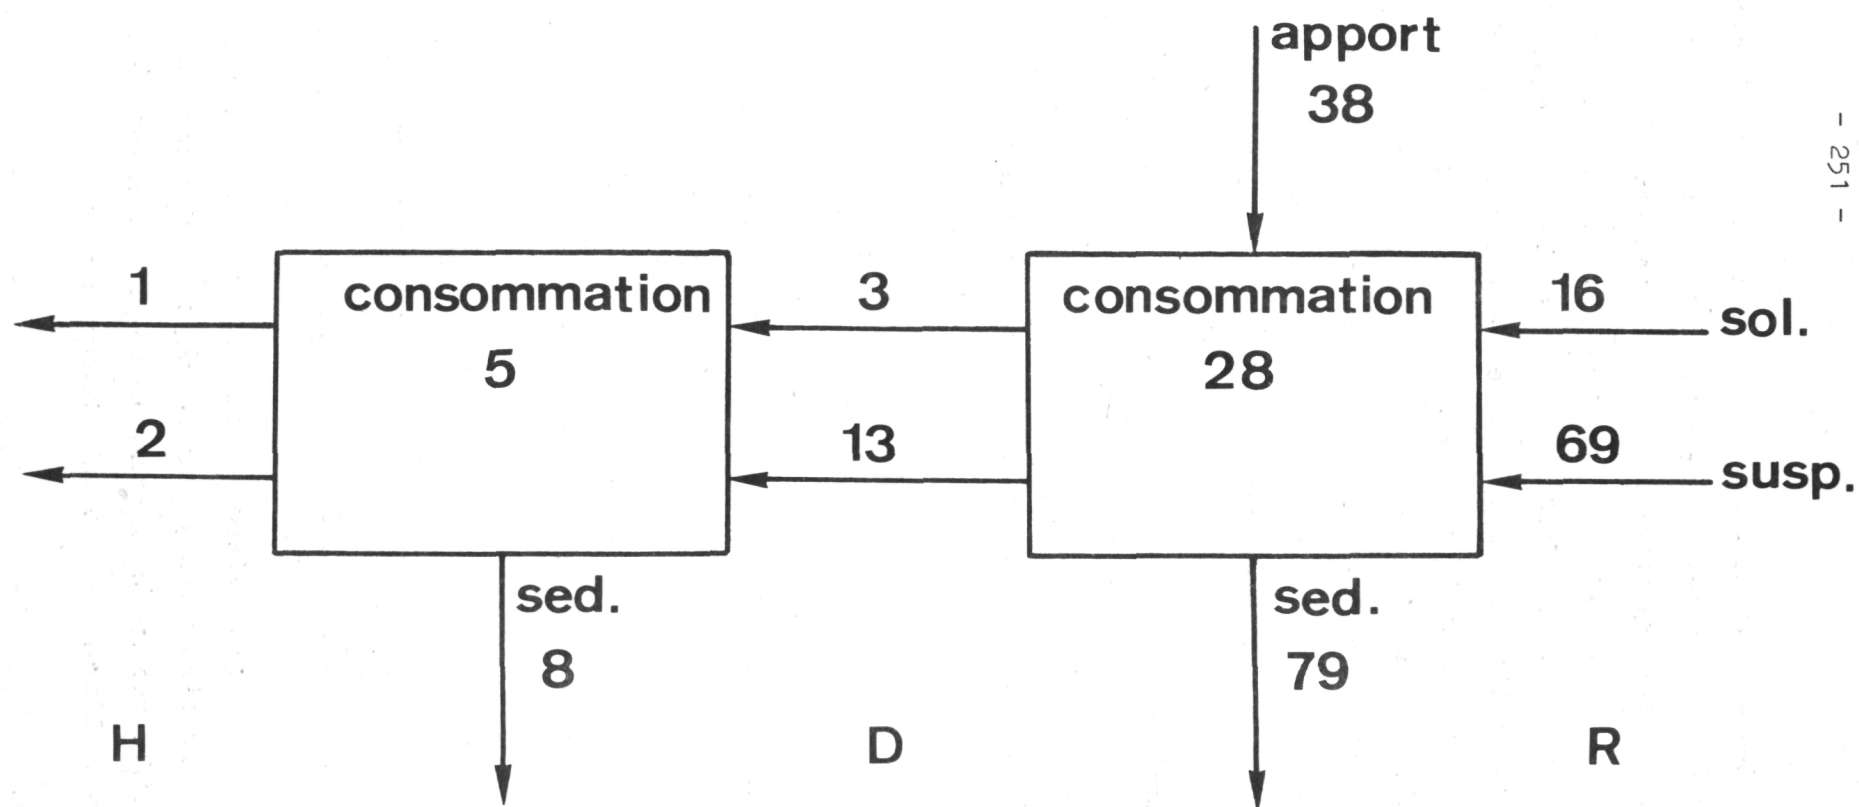 apport
38
- 251 -
1
consommation
3
consommation
16
sol.
5
28
2
13
69
susp.
sed.
8
sed.
79
H
D
R